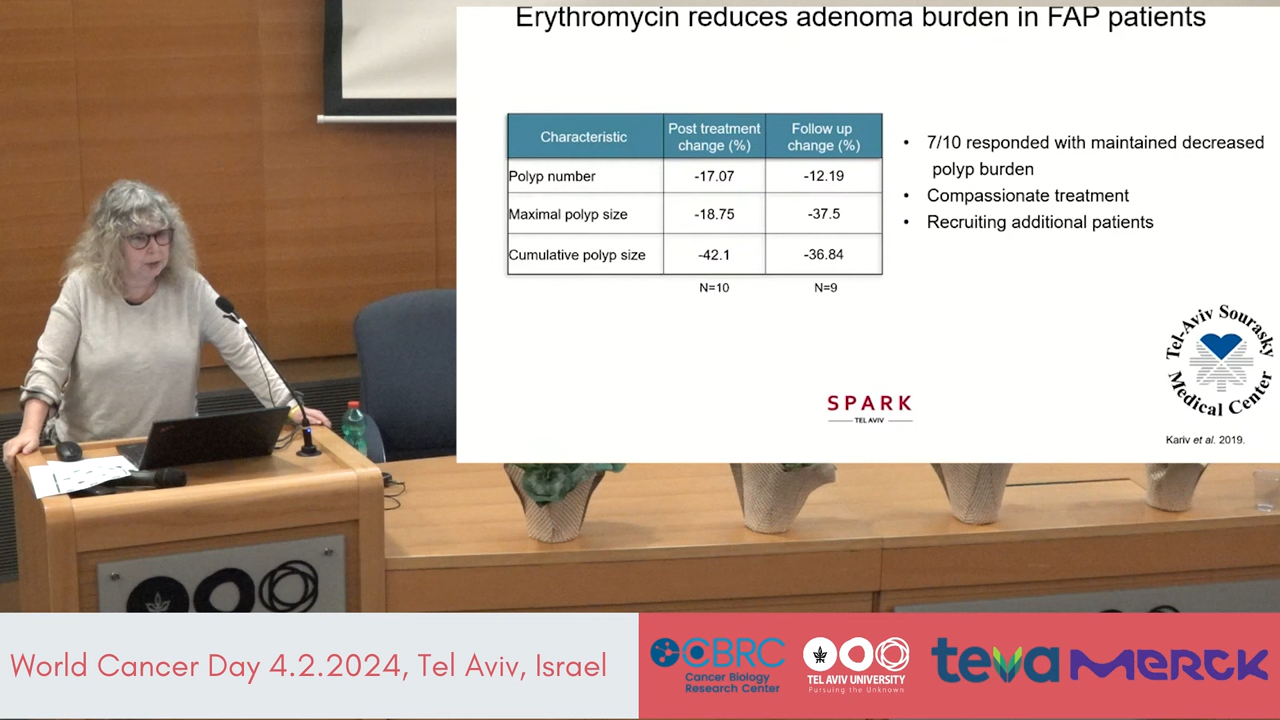 Erythromycin reduces adenoma burden in FAP patients
Characteristic
Post treatment change (%)
Follow up change (%)
Polyp number
-17.07
-12.19
Maximal polyp size
-18.75
-37.5
Cumulative polyp size
-42.1
-36.84
N=10
N=9
• 7/10 responded with maintained decreased
polyp burden
• Compassionate treatment
• Recruiting additional patients
Tel-Aviv Sourasky
Medical Center
SPARK
TEL AVIV
Kariv et al. 2019.
World Cancer Day 4.2.2024, Tel Aviv, Israel
CBRC
Cancer Biology
Research Center
TEL AVIV UNIVERSITY
Pursuing the Unknown
teva
MERCK